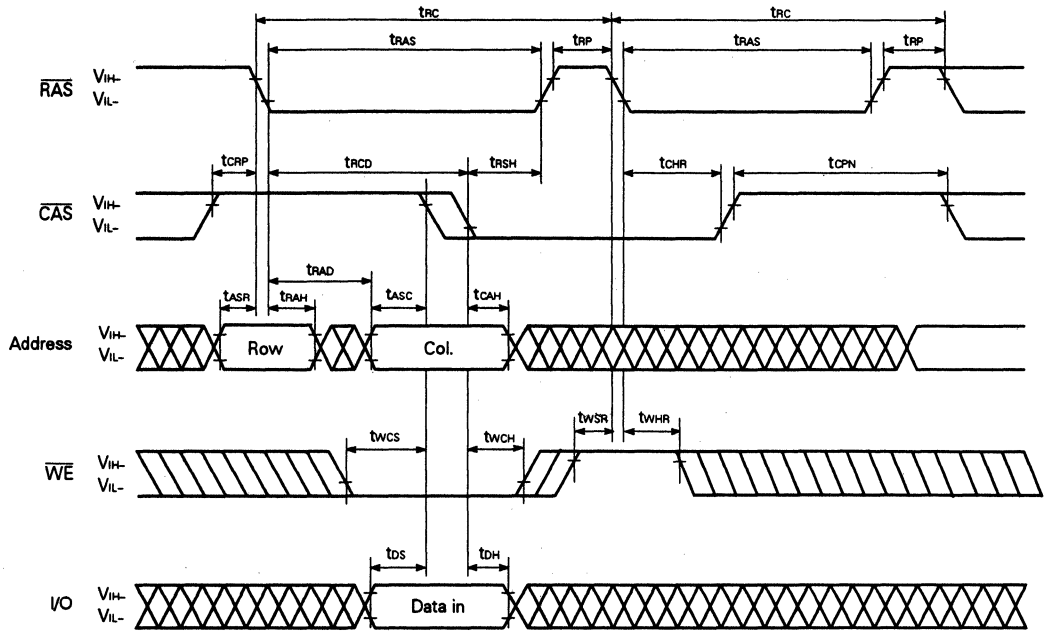 tRC tRC
tRAS tRP tRAS tRP
RAS VIH– VIL–
tCRP tRCD tRSH tCHR tCPN
CAS VIH– VIL–
tRAD
tASR tRAH tASC tCAH
Address VIH– VIL– Row Col.
tWCS tWCH tWSR tWHR
WE VIH– VIL–
tDS tDH
I/O VIH– VIL– Data in